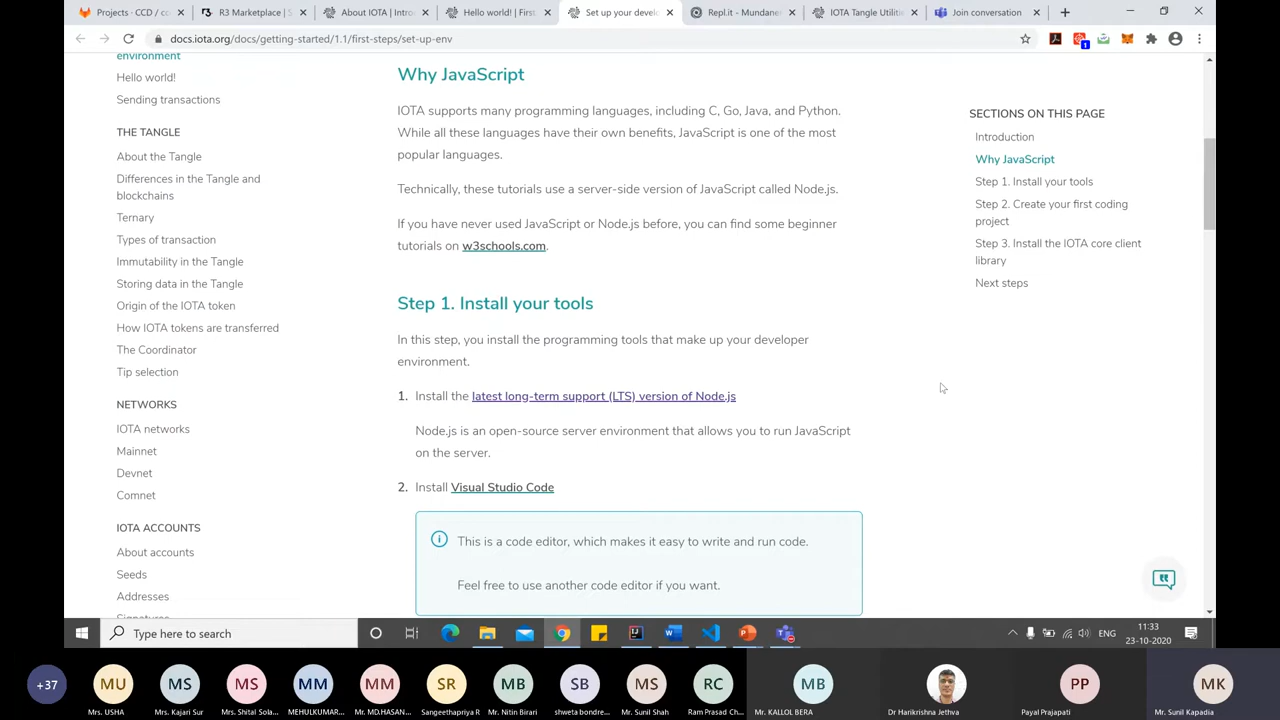 Projects - CCD / cc
R3 Marketplace | S
About IOTA | Intro
Hello world! | First
Set up your develo
Repl.it - Mundane
IOTA Tangle Utilitie
Join conversation
docs.iota.org/docs/getting-started/1.1/first-steps/set-up-env
environment
Hello world!
Sending transactions
THE TANGLE
About the Tangle
Differences in the Tangle and
blockchains
Ternary
Types of transaction
Immutability in the Tangle
Storing data in the Tangle
Origin of the IOTA token
How IOTA tokens are transferred
The Coordinator
Tip selection
NETWORKS
IOTA networks
Mainnet
Devnet
Comnet
IOTA ACCOUNTS
About accounts
Seeds
Addresses
Signatures
Why JavaScript
IOTA supports many programming languages, including C, Go, Java, and Python.
While all these languages have their own benefits, JavaScript is one of the most
popular languages.
Technically, these tutorials use a server-side version of JavaScript called Node.js.
If you have never used JavaScript or Node.js before, you can find some beginner
tutorials on w3schools.com.
Step 1. Install your tools
In this step, you install the programming tools that make up your developer
environment.
1. Install the latest long-term support (LTS) version of Node.js
Node.js is an open-source server environment that allows you to run JavaScript
on the server.
2. Install Visual Studio Code
This is a code editor, which makes it easy to write and run code.
Feel free to use another code editor if you want.
SECTIONS ON THIS PAGE
Introduction
Why JavaScript
Step 1. Install your tools
Step 2. Create your first coding
project
Step 3. Install the IOTA core client
library
Next steps
Type here to search
ENG
11:33
23-10-2020
+37
MU
MS
MS
MM
MM
SR
MB
SB
MS
RC
MB
PP
MK
Mrs. USHA
Mrs. Kajari Sur
Mrs. Shital Sola...
MEHULKUMAR...
Mr. MD.HASAN...
Sangeethapriya R
Mr. Nitin Birari
shweta bondre...
Mr. Sunil Shah
Ram Prasad Ch...
Mr. KALLOL BERA
Dr Harikrishna Jethva
Payal Prajapati
Mr. Sunil Kapadia